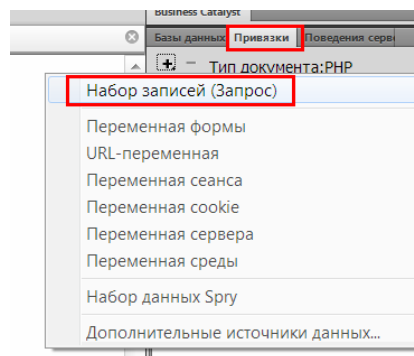 Business Catalyst
Базы данных Привязки Поведения серв
Тип документа:PHP
Набор записей (Запрос)
Переменная формы
URL-переменная
Переменная сеанса
Переменная cookie
Переменная сервера
Переменная среды
Набор данных Spry
Дополнительные источники данных...